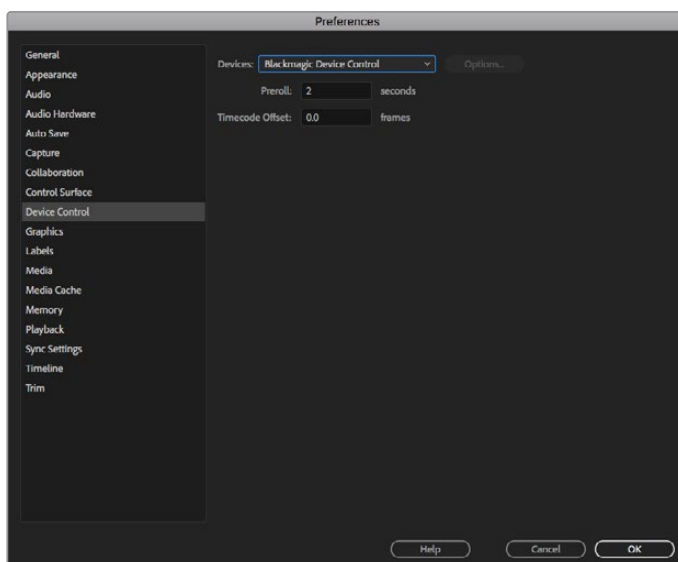 Preferences
General
Appearance
Audio
Audio Hardware
Auto Save
Capture
Collaboration
Control Surface
Device Control
Graphics
Labels
Media
Media Cache
Memory
Playback
Sync Settings
Timeline
Trim
Devices: Blackmagic Device Control Options...
Preroll: 2 seconds
Timecode Offset: 0.0 frames
Help Cancel OK